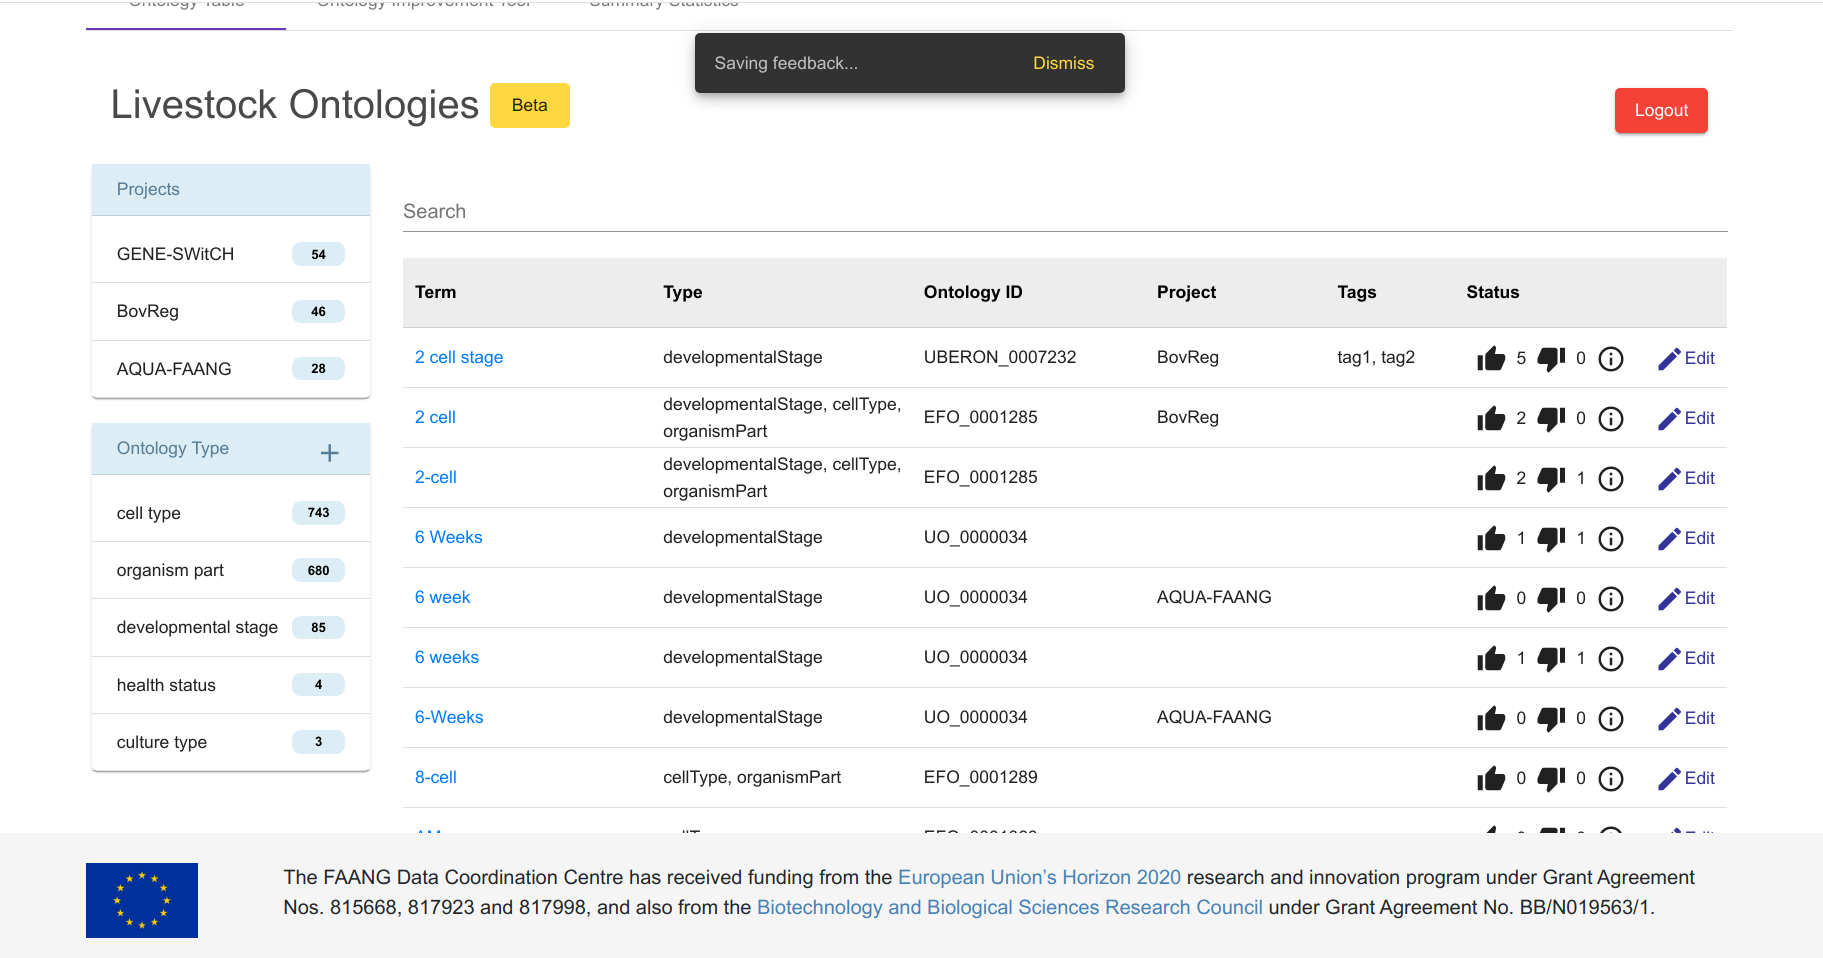 Ontology Table Ontology Improvement Tool Summary Statistics
Saving feedback... Dismiss
Livestock Ontologies Beta
Logout
Projects
GENE-SWitCH 54
BovReg 46
AQUA-FAANG 28
Ontology Type +
cell type 743
organism part 680
developmental stage 85
health status 4
culture type 3
Search
Term Type Ontology ID Project Tags Status
2 cell stage developmentalStage UBERON_0007232 BovReg tag1, tag2 5 0 Edit
2 cell developmentalStage, cellType, organismPart EFO_0001285 BovReg 2 0 Edit
2-cell developmentalStage, cellType, organismPart EFO_0001285 2 1 Edit
6 Weeks developmentalStage UO_0000034 1 1 Edit
6 week developmentalStage UO_0000034 AQUA-FAANG 0 0 Edit
6 weeks developmentalStage UO_0000034 1 1 Edit
6-Weeks developmentalStage UO_0000034 AQUA-FAANG 0 0 Edit
8-cell cellType, organismPart EFO_0001289 0 0 Edit
The FAANG Data Coordination Centre has received funding from the European Union's Horizon 2020 research and innovation program under Grant Agreement
Nos. 815668, 817923 and 817998, and also from the Biotechnology and Biological Sciences Research Council under Grant Agreement No. BB/N019563/1.